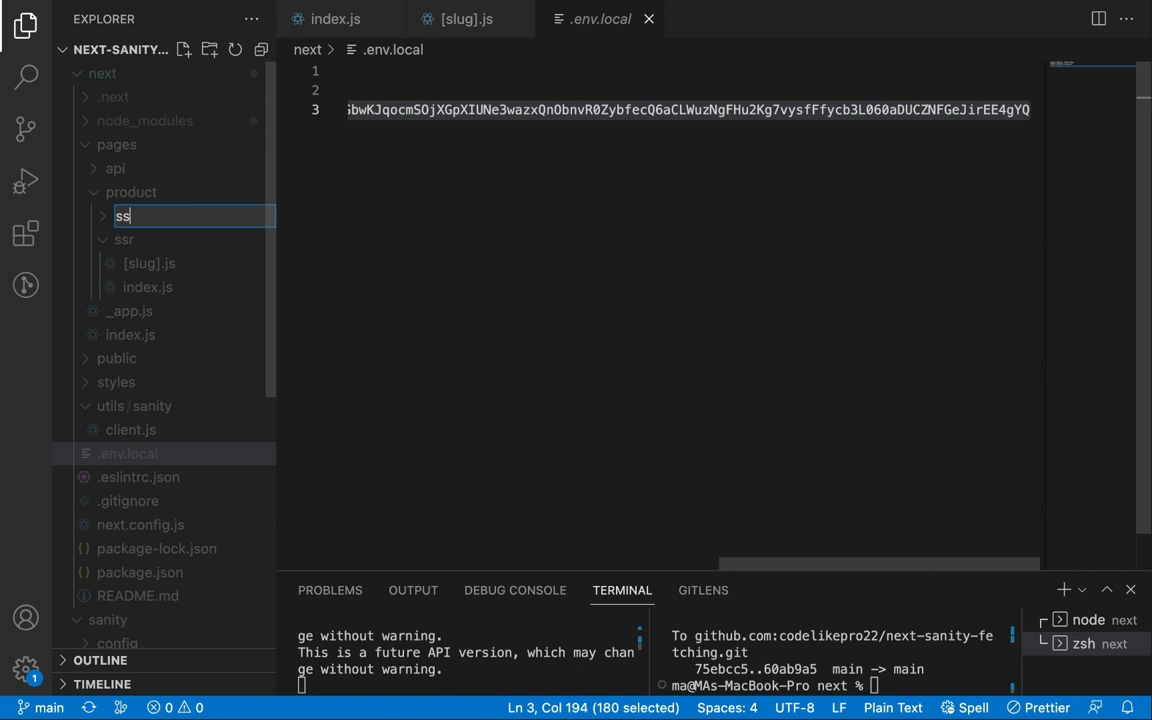 EXPLORER
index.js
[slug].js
.env.local
NEXT-SANITY...
next > .env.local
next
1
.next
2
node_modules
3
pages
api
product
ss
ssr
[slug].js
index.js
_app.js
index.js
public
styles
utils/sanity
client.js
.env.local
.eslintrc.json
.gitignore
next.config.js
package-lock.json
package.json
README.md
sanity
config
OUTLINE
TIMELINE
PROBLEMS OUTPUT DEBUG CONSOLE TERMINAL GITLENS
ge without warning.
This is a future API version, which may chan
ge without warning.
To github.com:codelikepro22/next-sanity-fe
tching.git
75ebcc5..60ab9a5 main -> main
ma@MAs-MacBook-Pro next %
node next
zsh next
1
main
0 0
Ln 3, Col 194 (180 selected) Spaces: 4 UTF-8 LF Plain Text Spell Prettier